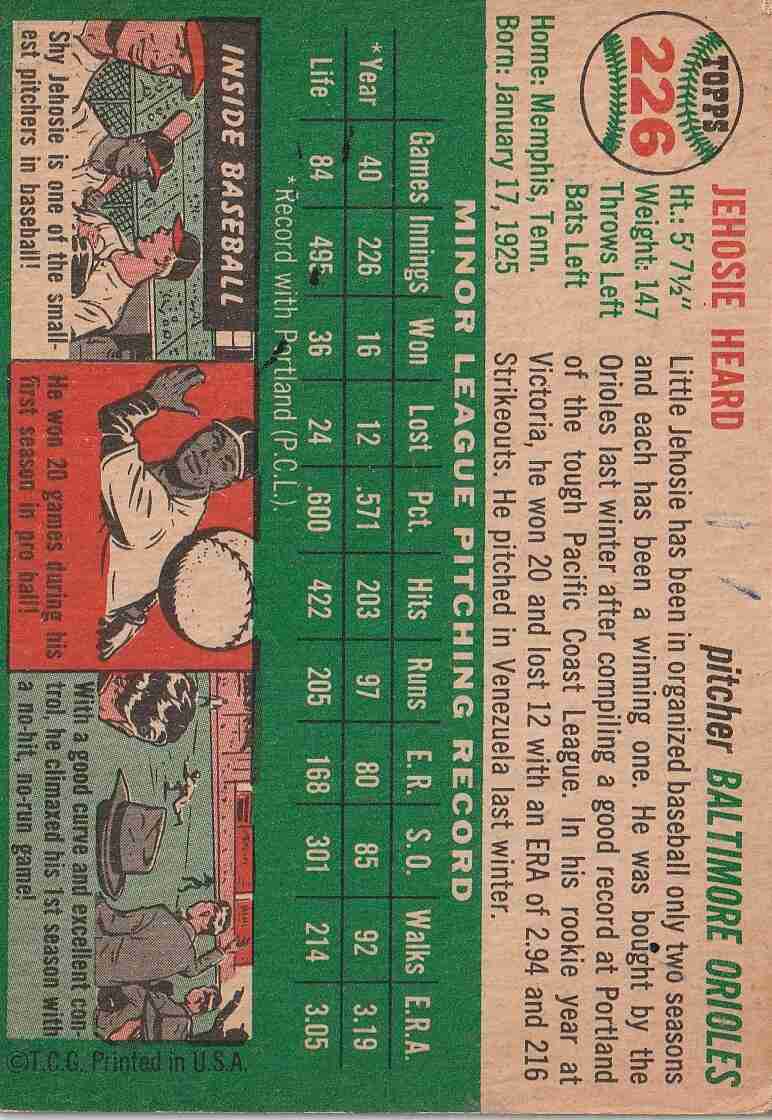 TOPPS
226
JEHOSIE HEARD
pitcher BALTIMORE ORIOLES
Ht.: 5' 7½"
Weight: 147
Throws Left
Bats Left
Home: Memphis, Tenn.
Born: January 17, 1925
Little Jehosie has been in organized baseball only two seasons
and each has been a winning one. He was bought by the
Orioles last winter after compiling a good record at Portland
of the tough Pacific Coast League. In his rookie year at
Victoria, he won 20 and lost 12 with an ERA of 2.94 and 216
Strikeouts. He pitched in Venezuela last winter.
MINOR LEAGUE PITCHING RECORD
Games Innings Won Lost Pct. Hits Runs E.R. S.O. Walks E.R.A.
*Year 40 226 16 12 .571 203 97 80 85 92 3.19
Life 84 495 36 24 .600 422 205 168 301 214 3.05
*Record with Portland (P.C.L.).
INSIDE BASEBALL
Shy Jehosie is one of the small-
est pitchers in baseball!
He won 20 games during his
first season in pro ball!
With a good curve and excellent con-
trol, he climaxed his 1st season with
a no-hit, no-run game!
©T.C.G. Printed in U.S.A.